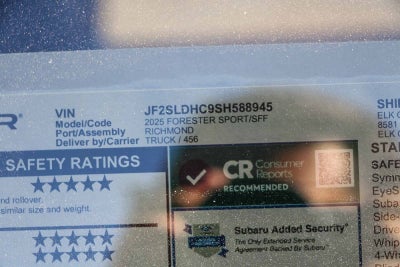 VIN JF2SLDHC9SH588945
Model/Code 2025 FORESTER SPORT/SFF
Port/Assembly RICHMOND
Deliver by/Carrier TRUCK / 456
SAFETY RATINGS
nd rollover.
similar size and weight.
CR Consumer Reports
RECOMMENDED
Subaru Added Security®
The Only Extended Service
Agreement Backed By Subaru
SHI
ELK G
8581
ELK
STA
SAFE
Symm
EyeS
Suba
Side-
Drive
Whip
4-Wh